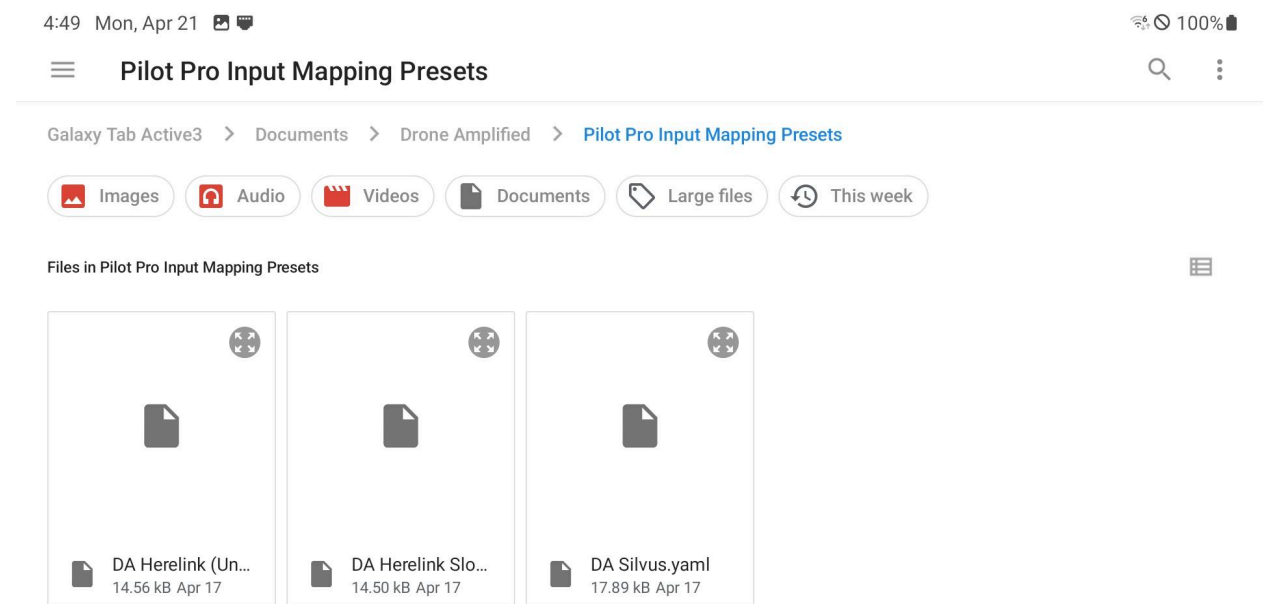 4:49 Mon, Apr 21 6 100%
Pilot Pro Input Mapping Presets
Galaxy Tab Active3 > Documents > Drone Amplified > Pilot Pro Input Mapping Presets
Images Audio Videos Documents Large files This week
Files in Pilot Pro Input Mapping Presets
DA Herelink (Un... DA Herelink Slo... DA Silvus.yaml
14.56 kB Apr 17 14.50 kB Apr 17 17.89 kB Apr 17